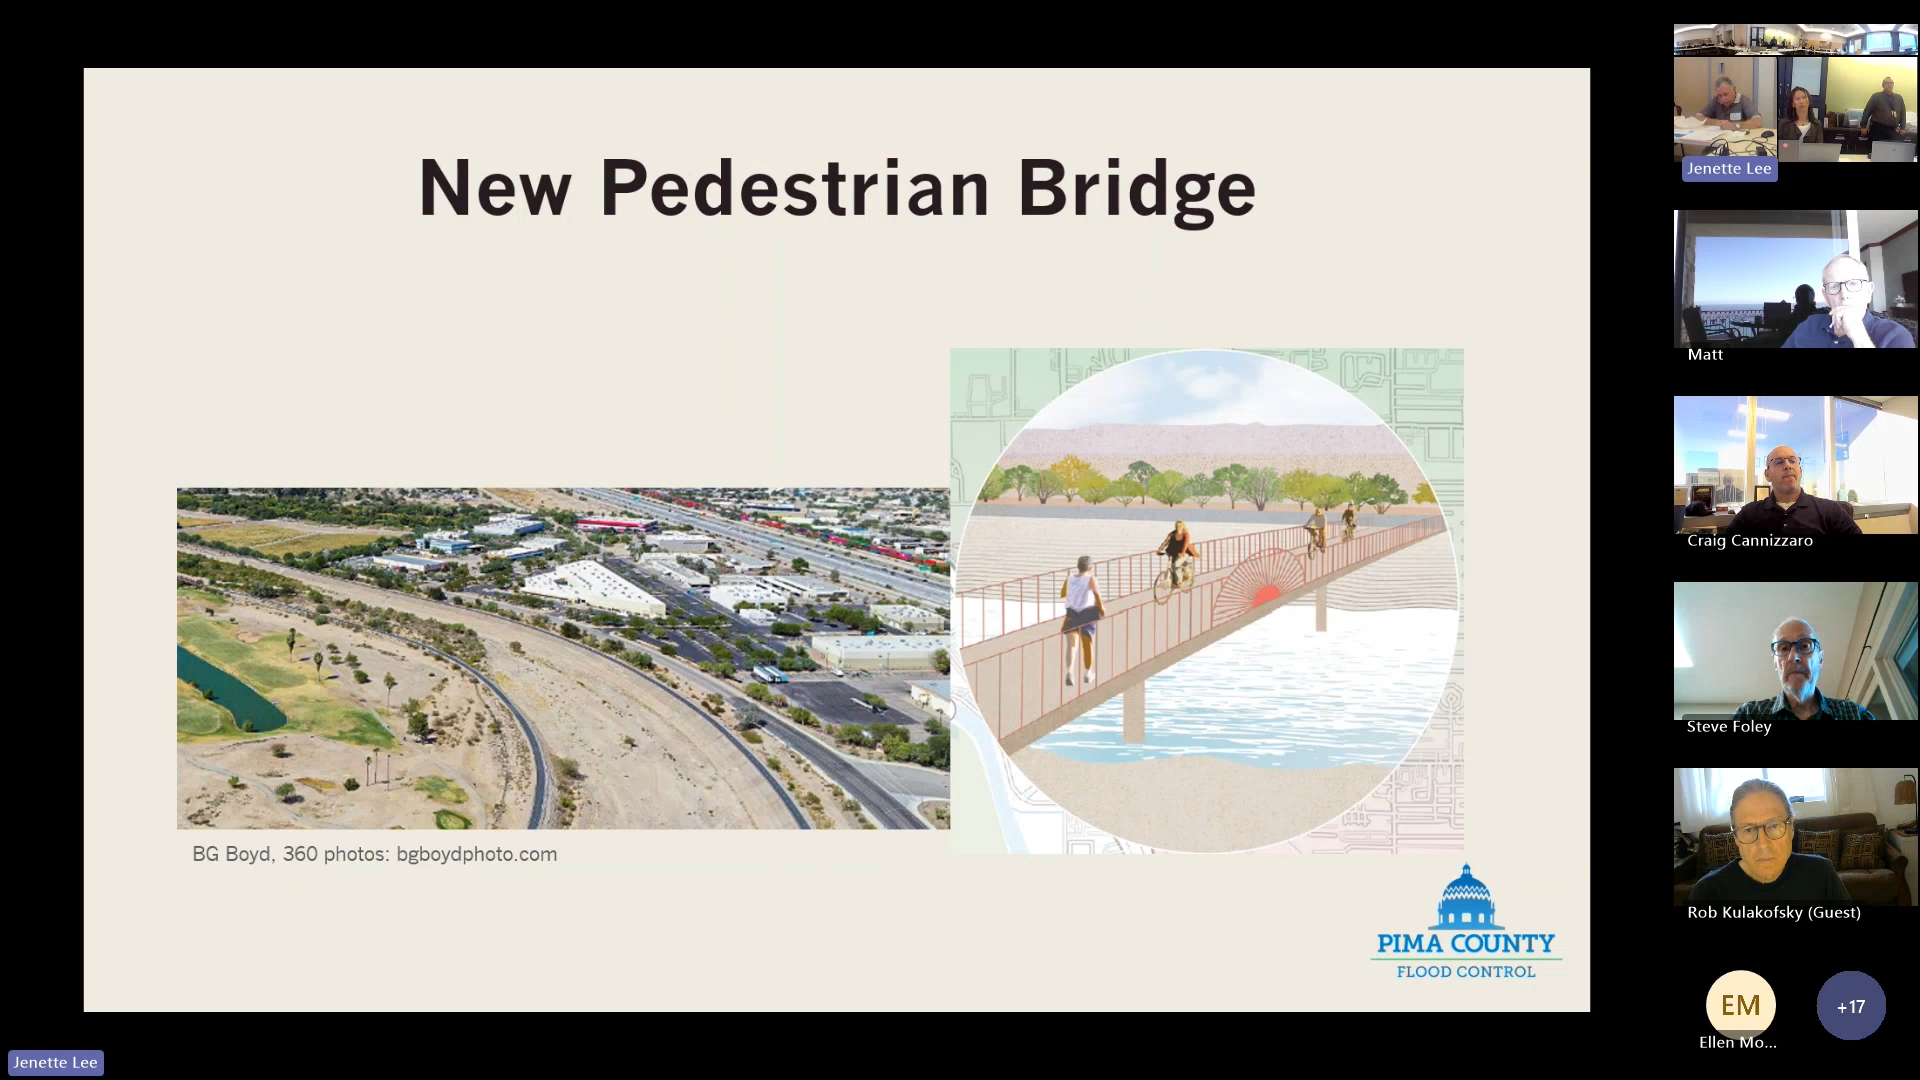 New Pedestrian Bridge
BG Boyd, 360 photos: bgboydphoto.com
PIMA COUNTY
FLOOD CONTROL
Jenette Lee
Jenette Lee
Matt
Craig Cannizzaro
Steve Foley
Rob Kulakofsky (Guest)
EM
+17
Ellen Mo...